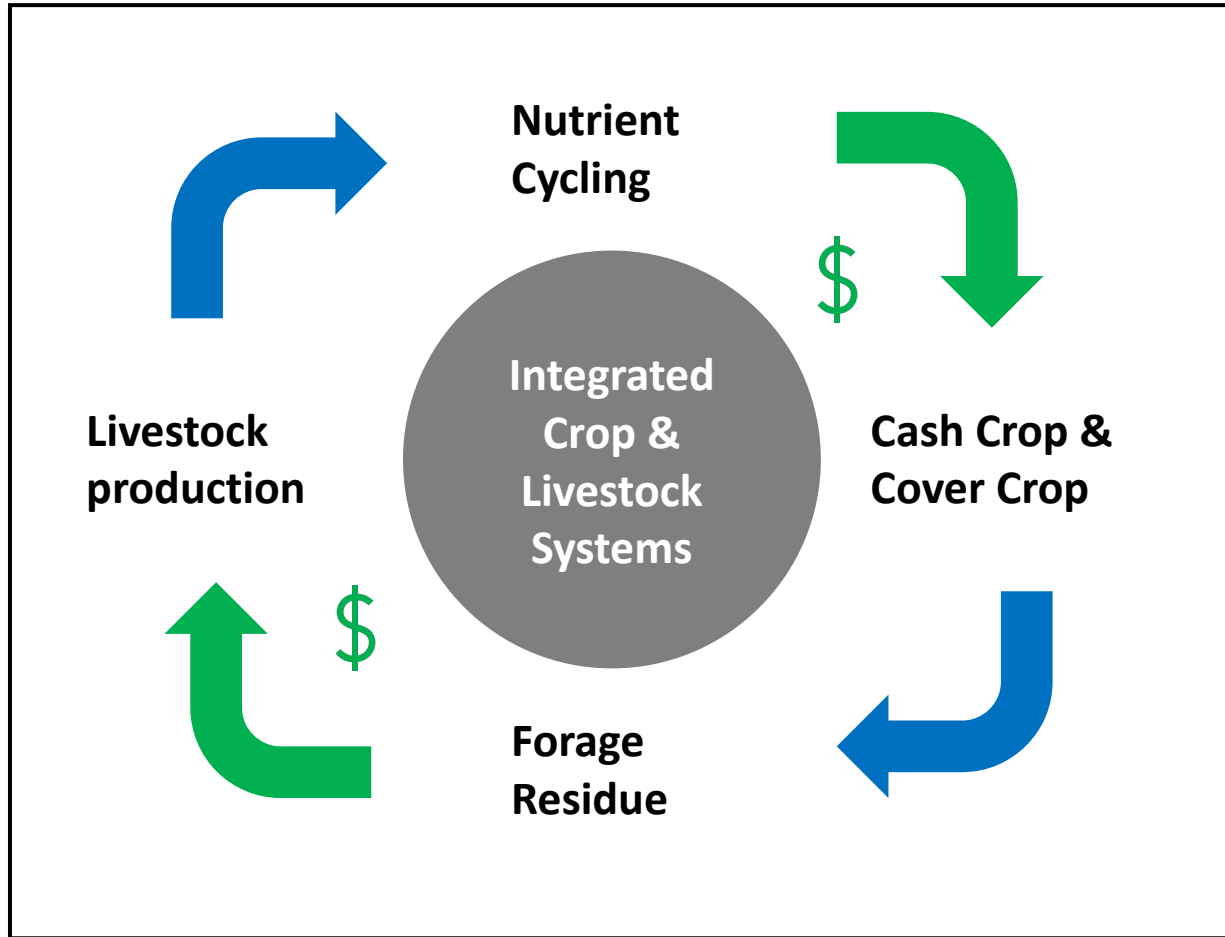 Nutrient
Cycling
$
Integrated
Crop &
Livestock
Systems
Livestock
production
Cash Crop &
Cover Crop
$
Forage
Residue